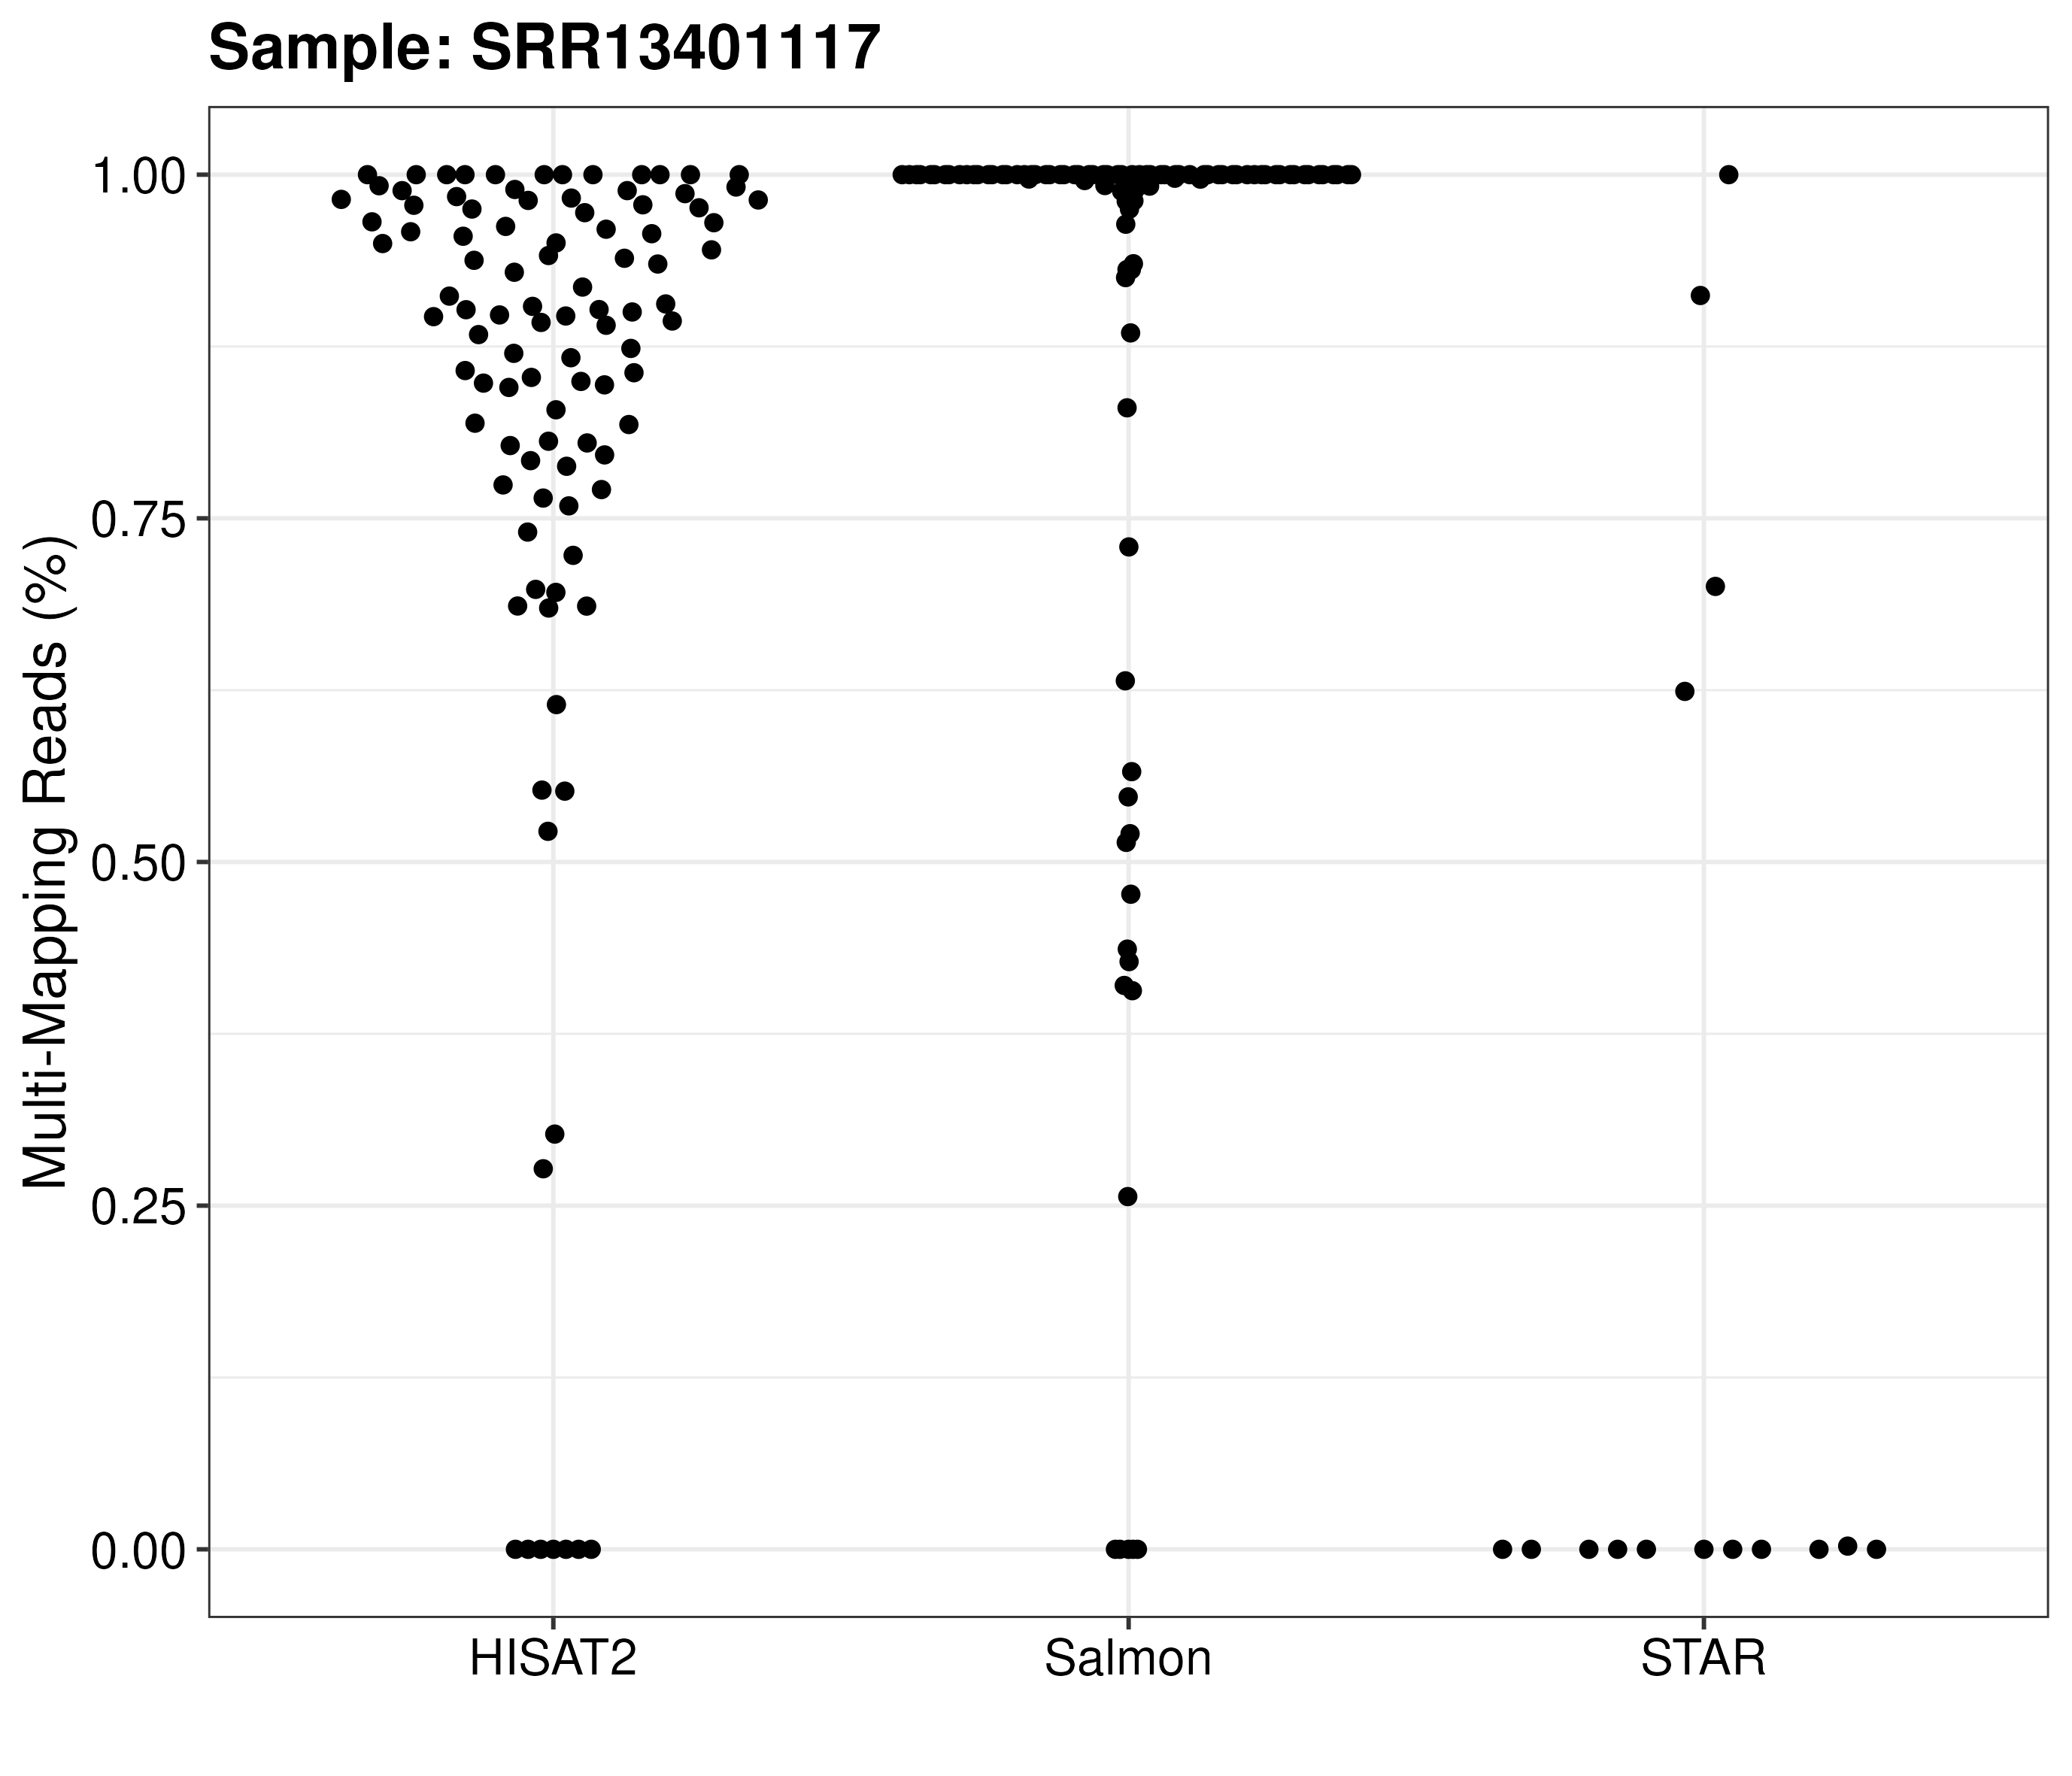 Sample: SRR13401117
Multi-Mapping Reads (%)
1.00
0.75
0.50
0.25
0.00
HISAT2
Salmon
STAR